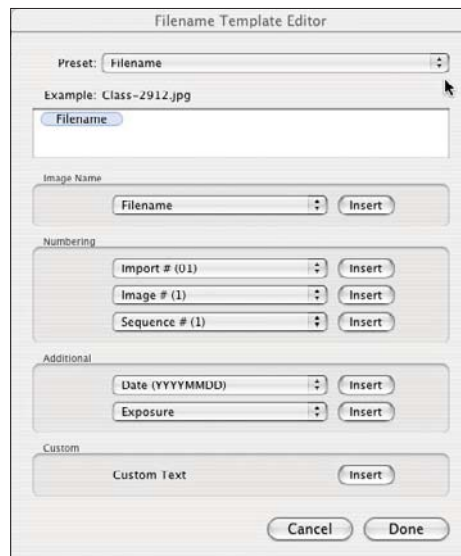 Filename Template Editor
Preset: Filename
Example: Class-2912.jpg
Filename
Image Name
Filename Insert
Numbering
Import # (01) Insert
Image # (1) Insert
Sequence # (1) Insert
Additional
Date (YYYYMMDD) Insert
Exposure Insert
Custom
Custom Text Insert
Cancel Done